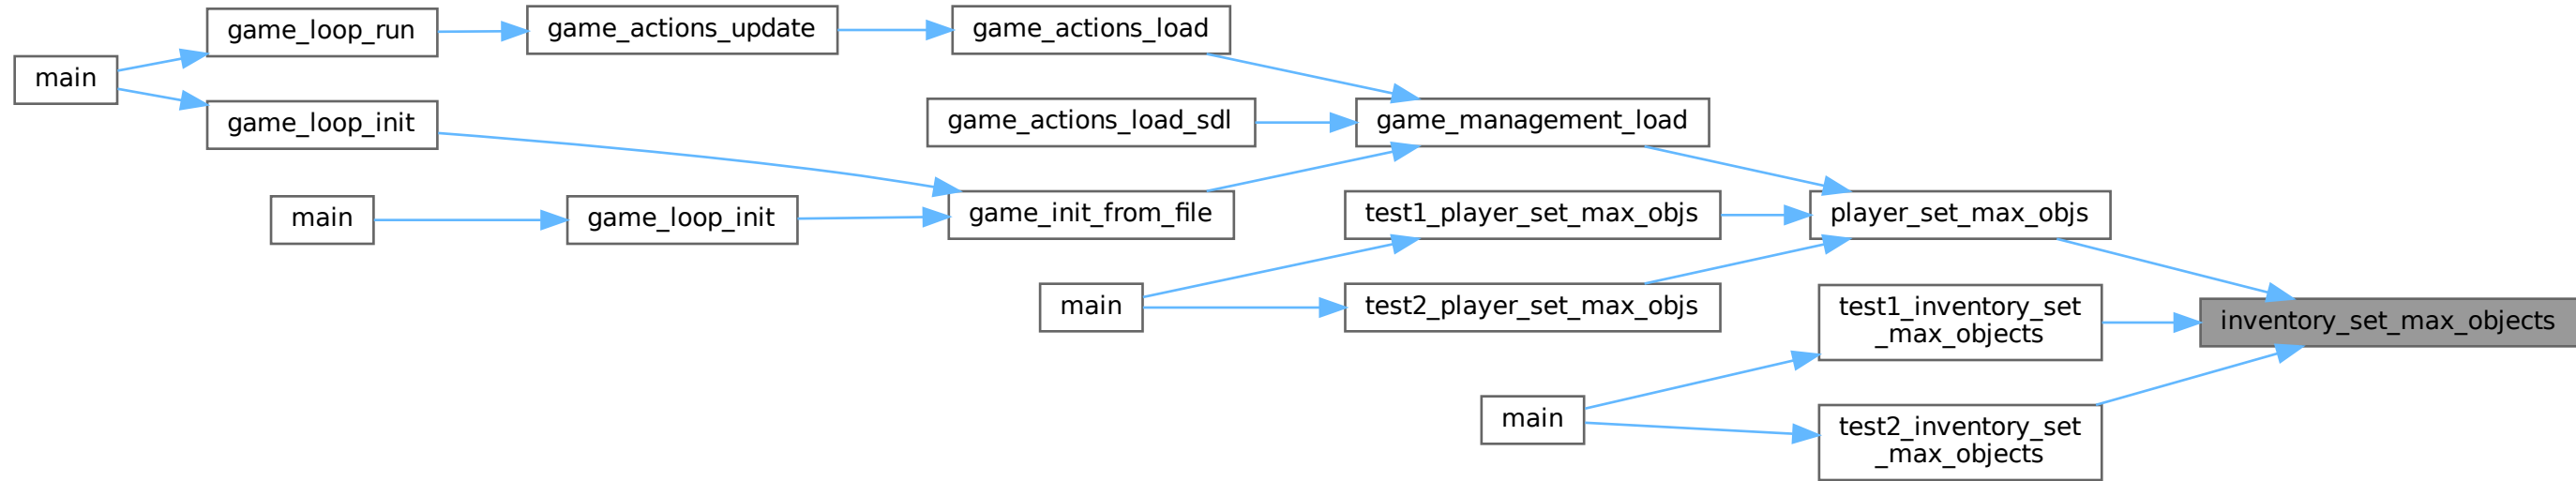 game_loop_run
game_actions_update
game_actions_load
main
game_loop_init
game_actions_load_sdl
game_management_load
main
game_loop_init
game_init_from_file
test1_player_set_max_objs
player_set_max_objs
main
test2_player_set_max_objs
test1_inventory_set
_max_objects
inventory_set_max_objects
main
test2_inventory_set
_max_objects